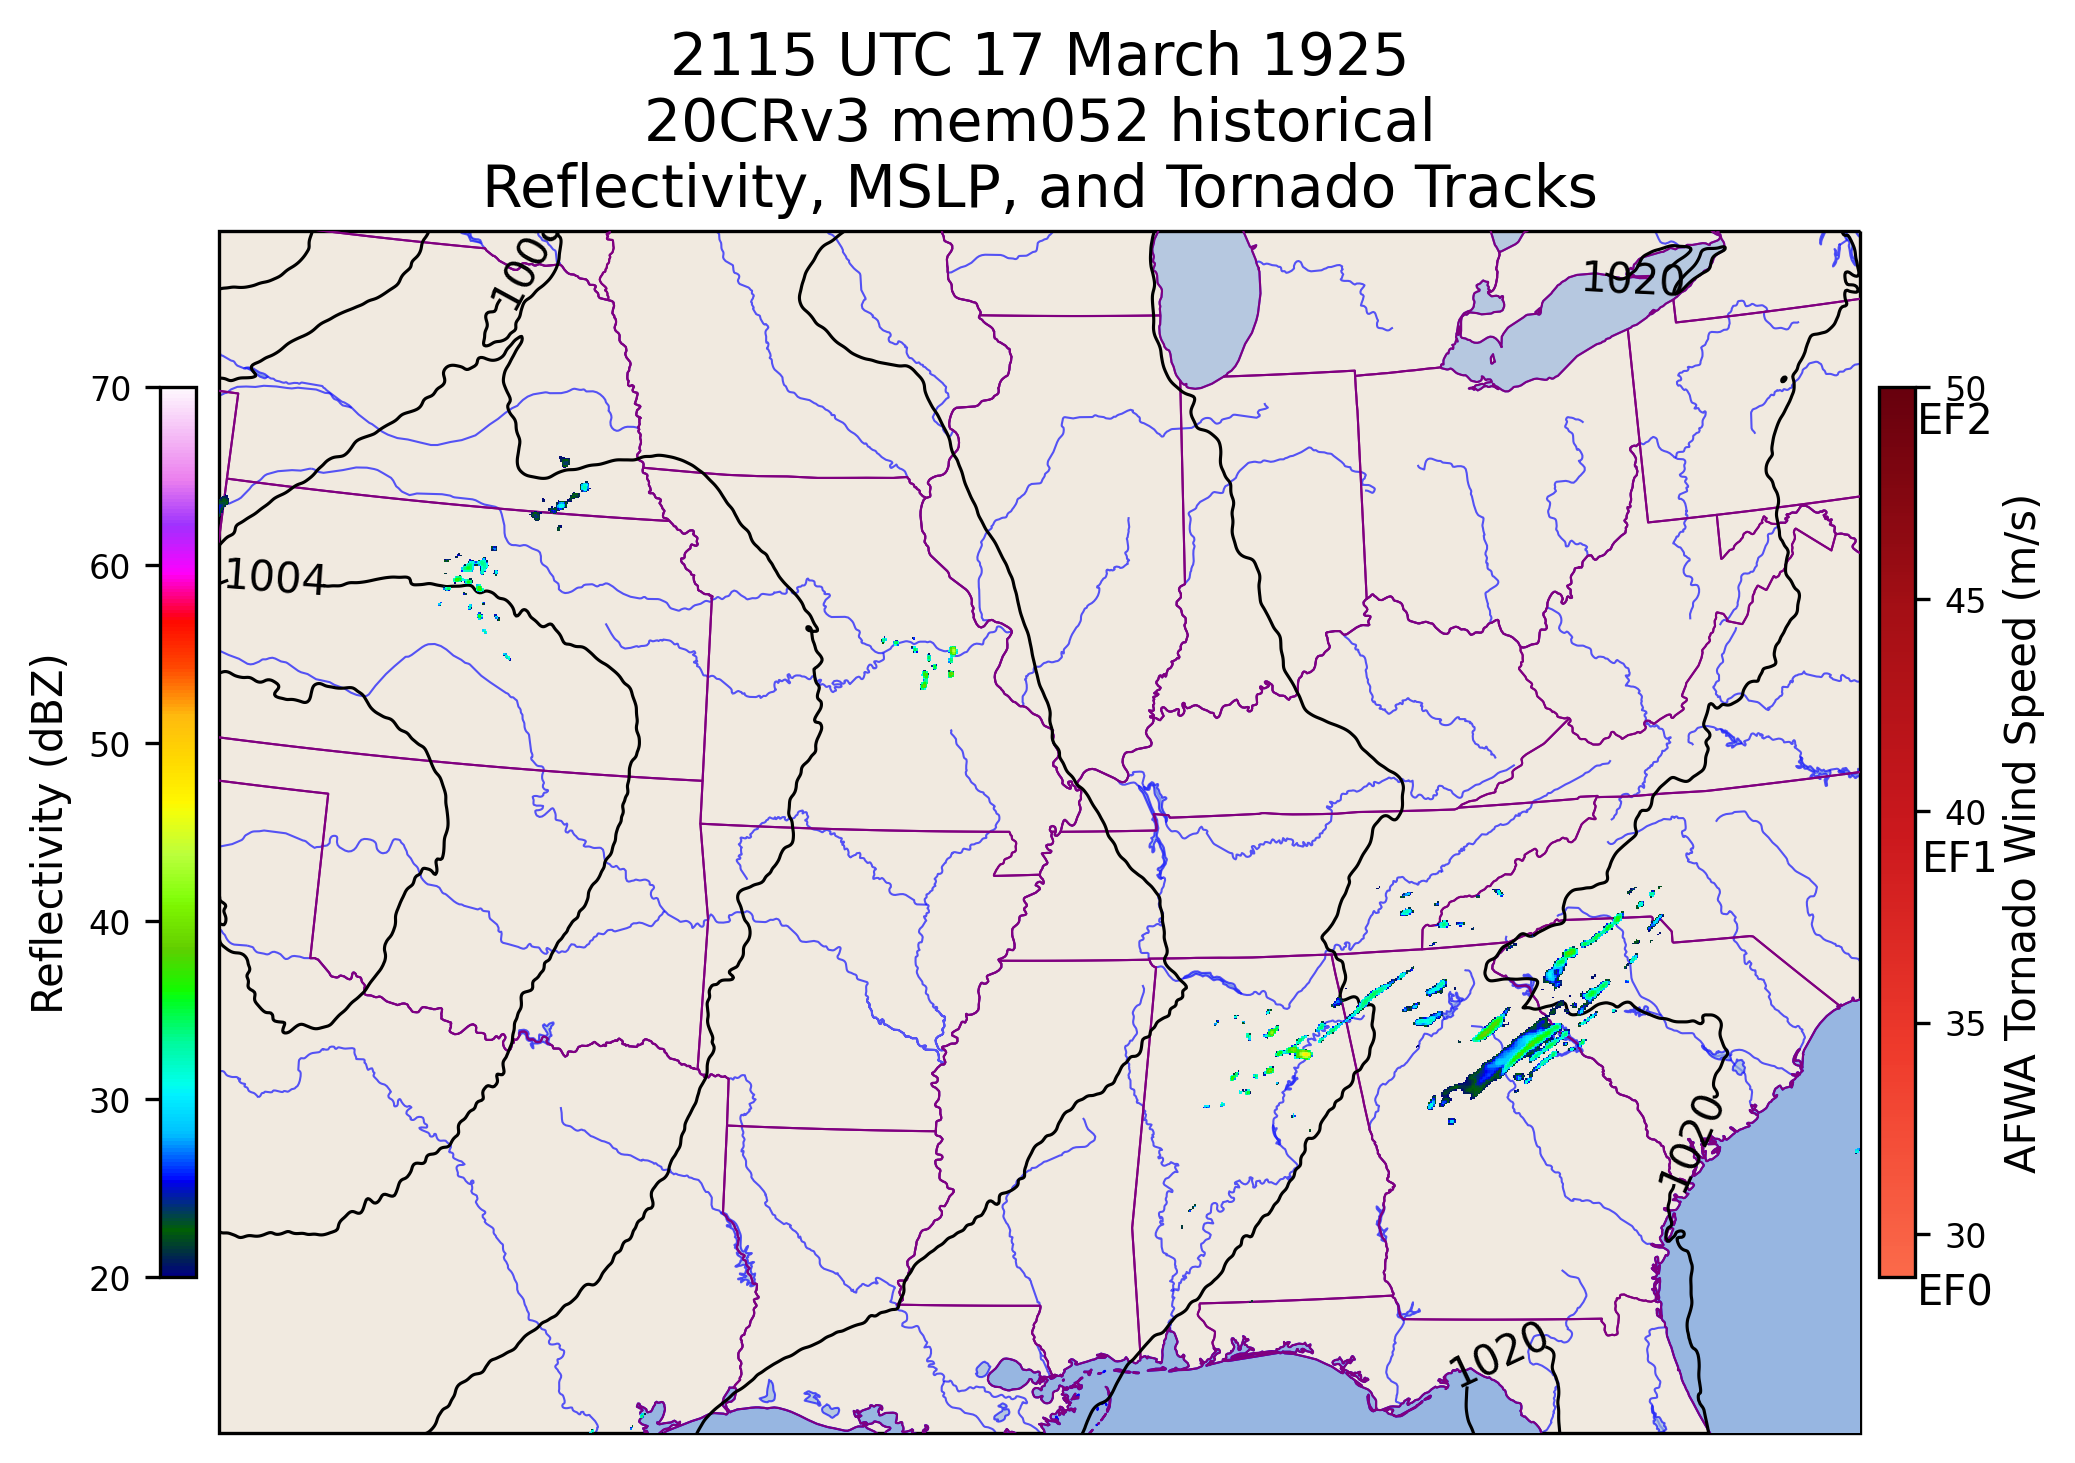 2115 UTC 17 March 1925
20CRv3 mem052 historical
Reflectivity, MSLP, and Tornado Tracks
1020
1004
1020
1020
70
60
50
40
30
20
Reflectivity (dBZ)
50
EF2
45
40
EF1
35
30
EF0
AFWA Tornado Wind Speed (m/s)